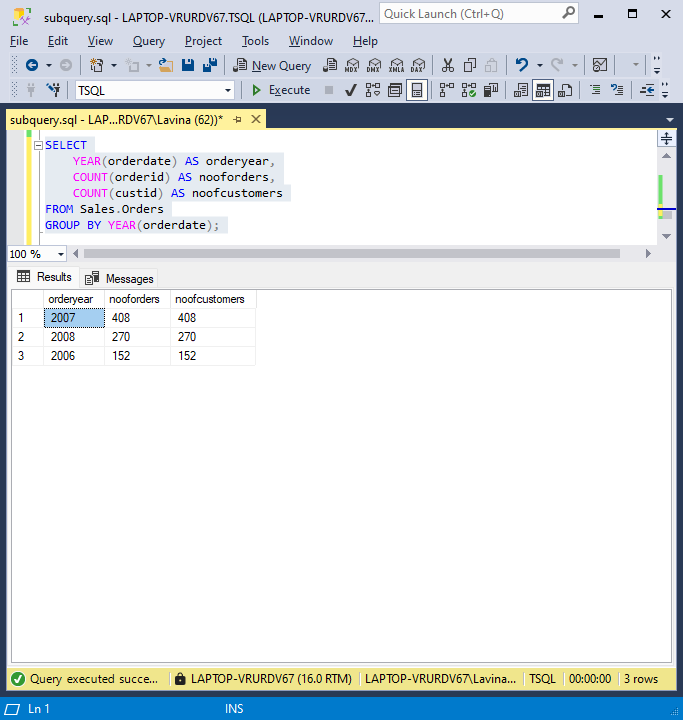 subquery.sql - LAPTOP-VRURDV67.TSQL (LAPTOP-VRURDV67...
Quick Launch (Ctrl+Q)
File Edit View Query Project Tools Window Help
New Query MDX DMX XMLA DAX
TSQL Execute
subquery.sql - LAP...RDV67\Lavina (62))*
SELECT
YEAR(orderdate) AS orderyear,
COUNT(orderid) AS nooforders,
COUNT(custid) AS noofcustomers
FROM Sales.Orders
GROUP BY YEAR(orderdate);
100 %
Results Messages
orderyear nooforders noofcustomers
1 2007 408 408
2 2008 270 270
3 2006 152 152
Query executed succe... LAPTOP-VRURDV67 (16.0 RTM) LAPTOP-VRURDV67\Lavina... TSQL 00:00:00 3 rows
Ln 1 INS